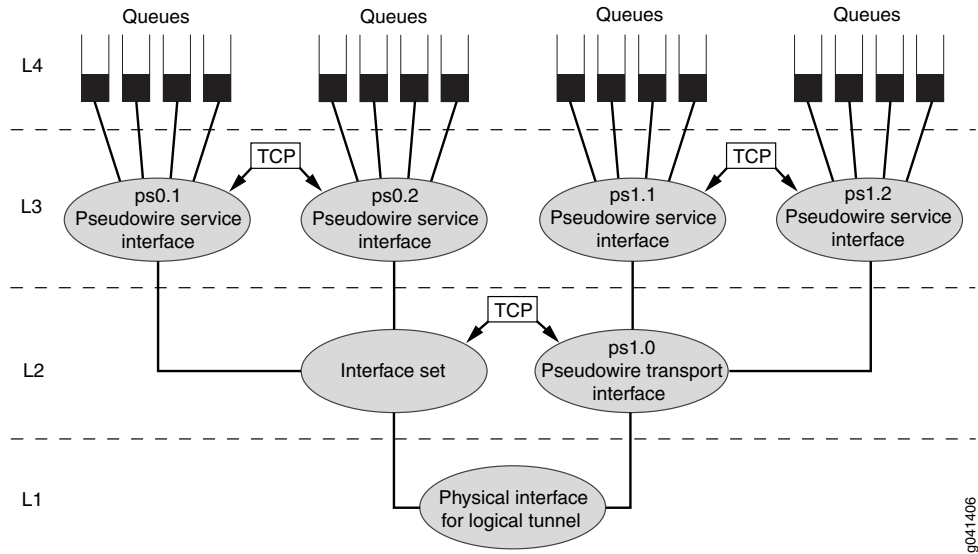 Queues
Queues
Queues
Queues
L4
TCP
TCP
L3
ps0.1
Pseudowire service
interface
ps0.2
Pseudowire service
interface
ps1.1
Pseudowire service
interface
ps1.2
Pseudowire service
interface
TCP
L2
Interface set
ps1.0
Pseudowire transport
interface
L1
Physical interface
for logical tunnel
g041406